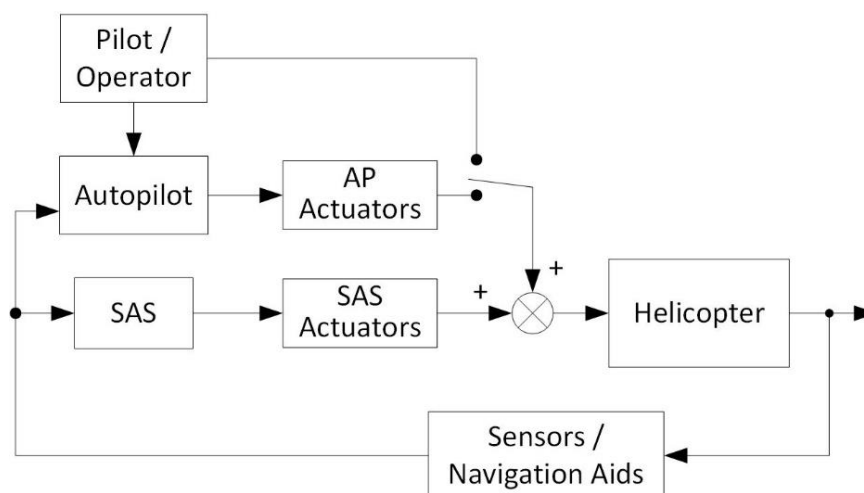 Pilot /
Operator
Autopilot
AP
Actuators
+
+
SAS
SAS
Actuators
Helicopter
Sensors /
Navigation Aids